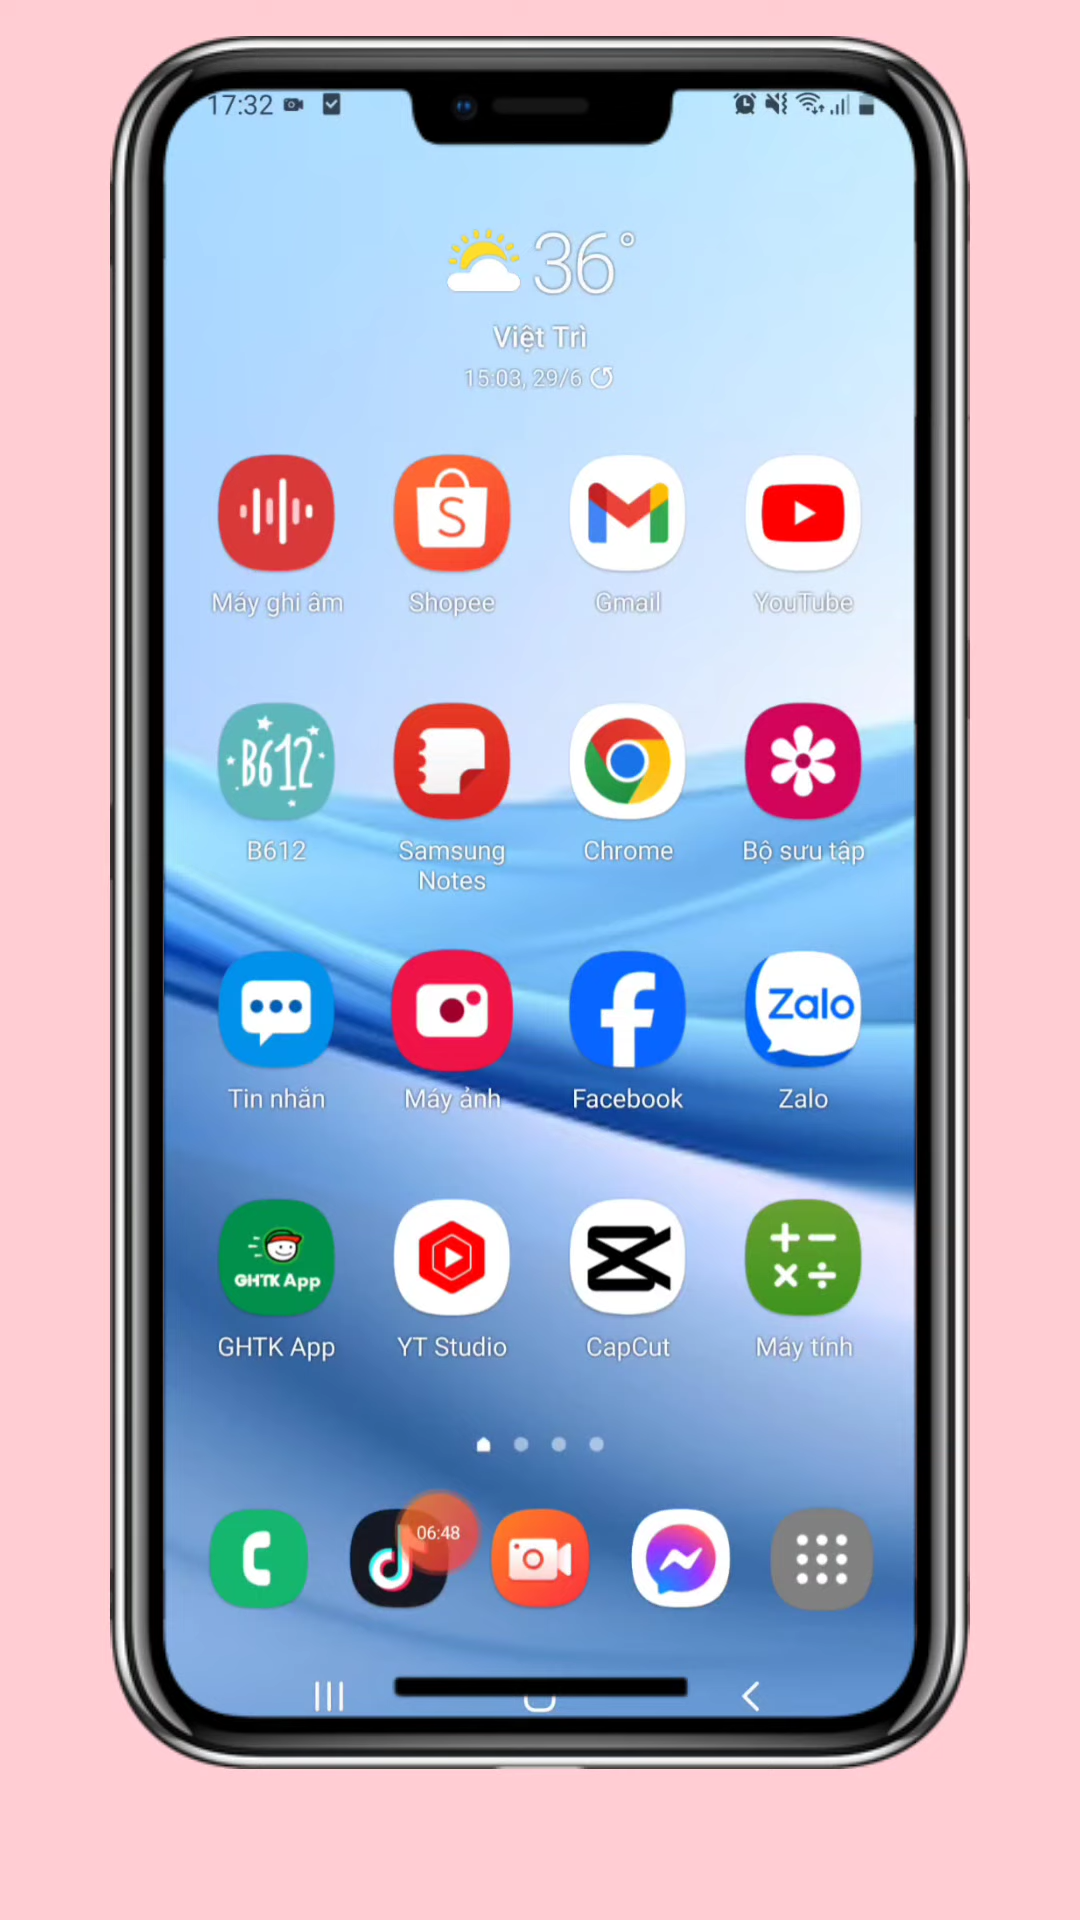 17:32
36°
Việt Trì
15:03, 29/6
S
Máy ghi âm
Shopee
Gmail
YouTube
B612
B612
Samsung
Notes
Chrome
Bộ sưu tập
Zalo
Tin nhắn
Máy ảnh
Facebook
Zalo
GHTK App
GHTK App
YT Studio
CapCut
Máy tính
06:48